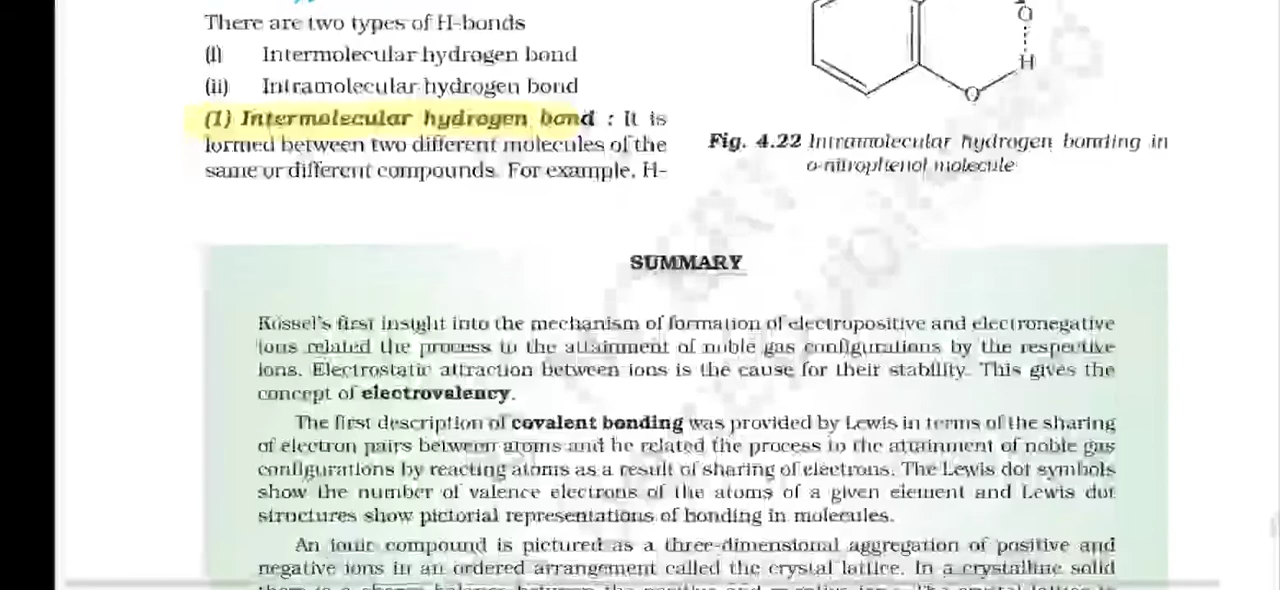 There are two types of H-bonds
(i) Intermolecular hydrogen bond
(ii) Intramolecular hydrogen bond
(1) Intermolecular hydrogen bond : It is
formed between two different molecules of the
same or different compounds. For example, H-
O
H
O
Fig. 4.22 Intramolecular hydrogen bonding in
o-nitrophenol molecule
SUMMARY
Kössel's first insight into the mechanism of formation of electropositive and electronegative
ions related the process to the attainment of noble gas configurations by the respective
ions. Electrostatic attraction between ions is the cause for their stability. This gives the
concept of electrovalency.
The first description of covalent bonding was provided by Lewis in terms of the sharing
of electron pairs between atoms and he related the process to the attainment of noble gas
configurations by reacting atoms as a result of sharing of electrons. The Lewis dot symbols
show the number of valence electrons of the atoms of a given element and Lewis dot
structures show pictorial representations of bonding in molecules.
An ionic compound is pictured as a three-dimensional aggregation of positive and
negative ions in an ordered arrangement called the crystal lattice. In a crystalline solid